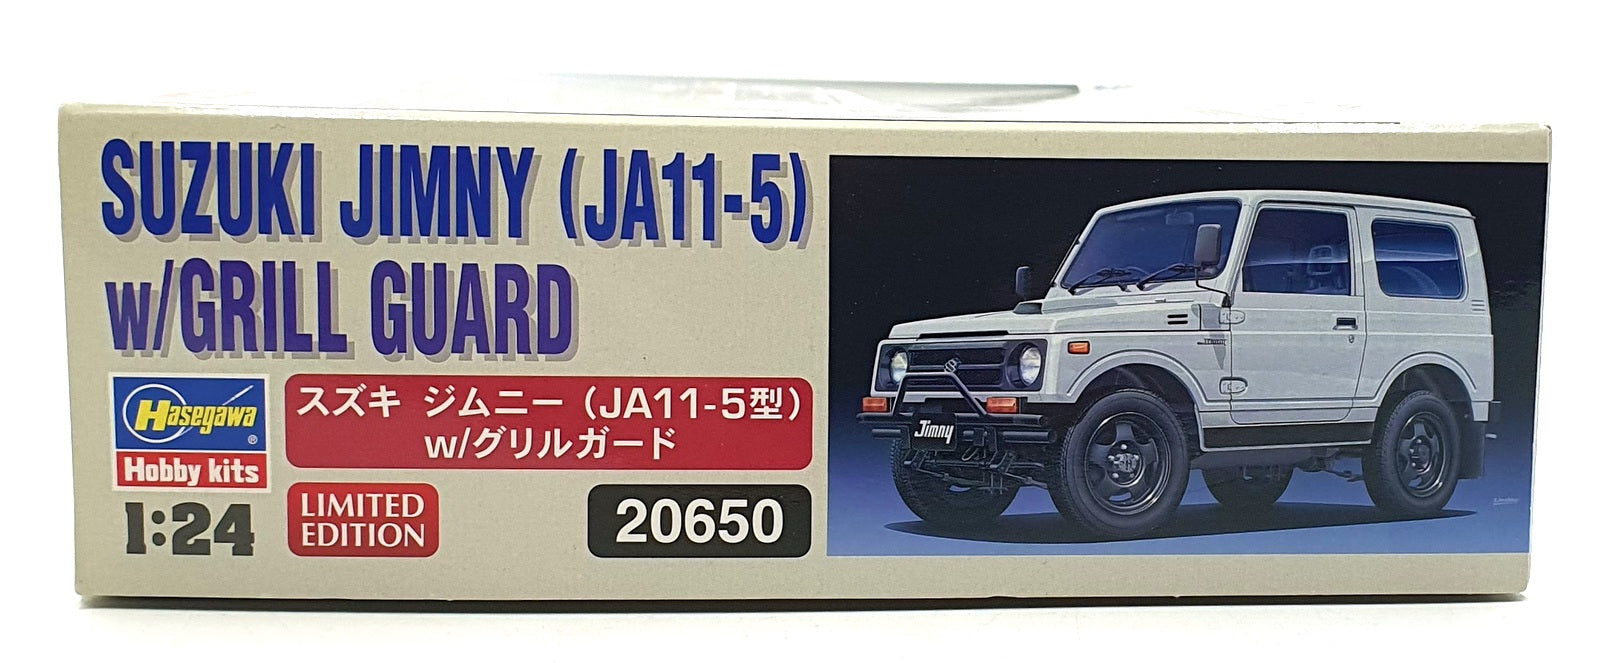 SUZUKI JIMNY (JA11-5)
w/GRILL GUARD
Hasegawa®
Hobby kits
スズキ ジムニー (JA11-5型)
w/グリルガード
1:24
LIMITED
EDITION
20650
Jimny